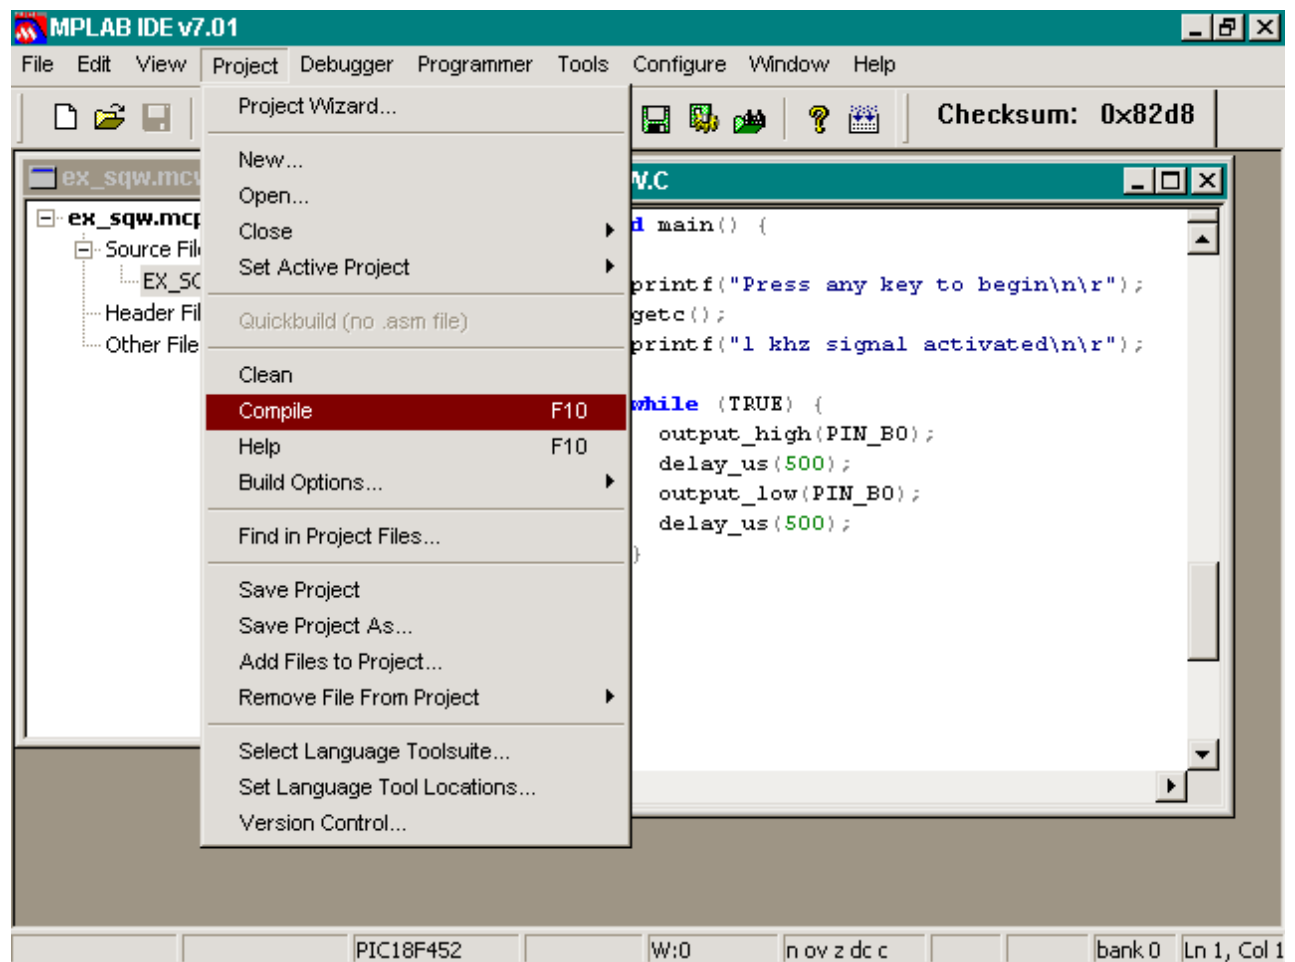 MPLAB IDE v7.01
File Edit View Project Debugger Programmer Tools Configure Window Help
Checksum: 0x82d8
Project Wizard...
New...
Open...
Close
Set Active Project
Quickbuild (no .asm file)
Clean
Compile F10
Help F10
Build Options...
Find in Project Files...
Save Project
Save Project As...
Add Files to Project...
Remove File From Project
Select Language Toolsuite...
Set Language Tool Locations...
Version Control...
ex_sqw.mcw
ex_sqw.mcp
Source File
EX_SQ
Header Fil
Other File
W.C
d main() {
printf("Press any key to begin\n\r");
getc();
printf("1 khz signal activated\n\r");
while (TRUE) {
output_high(PIN_B0);
delay_us(500);
output_low(PIN_B0);
delay_us(500);
}
PIC18F452 W:0 n ov z dc c bank 0 Ln 1, Col 1